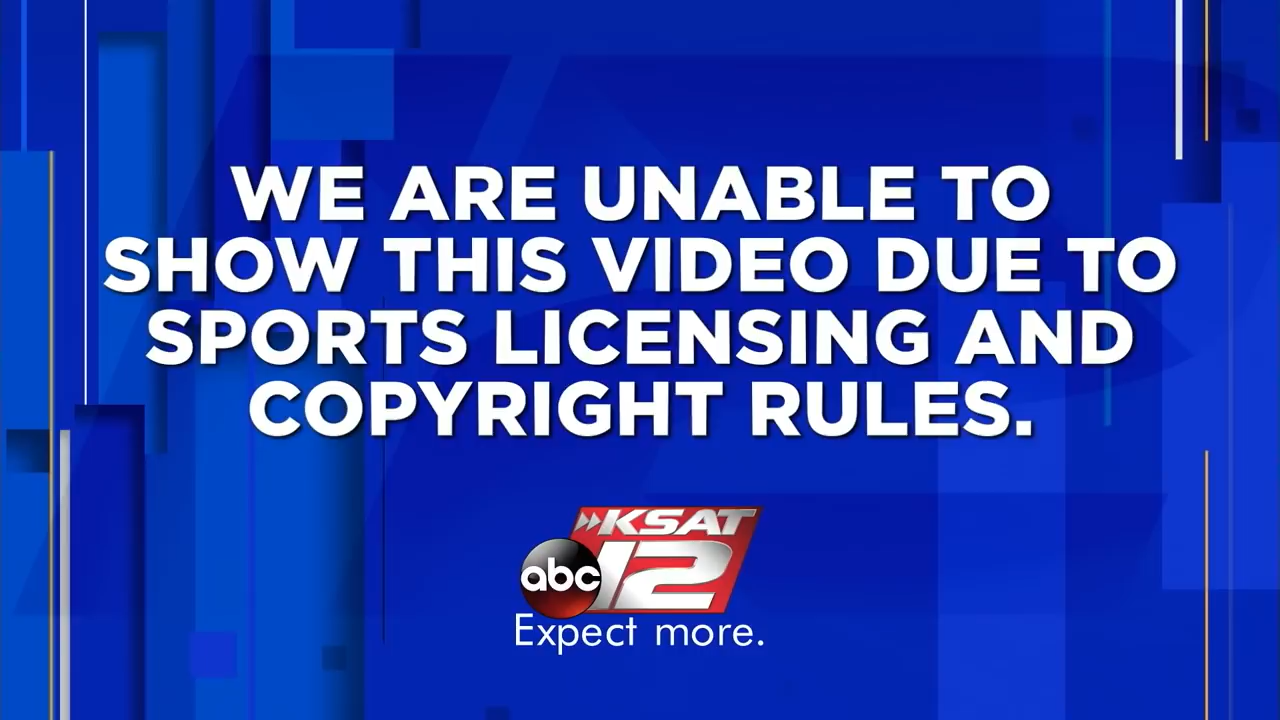 WE ARE UNABLE TO
SHOW THIS VIDEO DUE TO
SPORTS LICENSING AND
COPYRIGHT RULES.
KSAT
abc 12
Expect more.